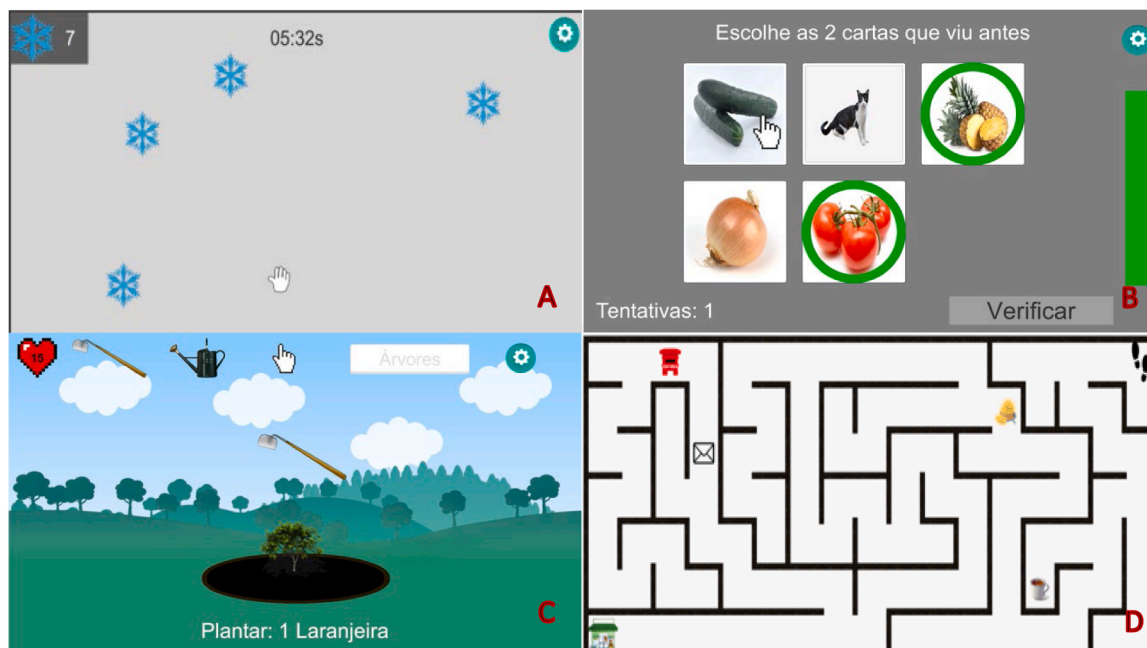 7
05:32s
A
Escolhe as 2 cartas que viu antes
Tentativas: 1
Verificar
B
15
Árvores
Plantar: 1 Laranjeira
C
D